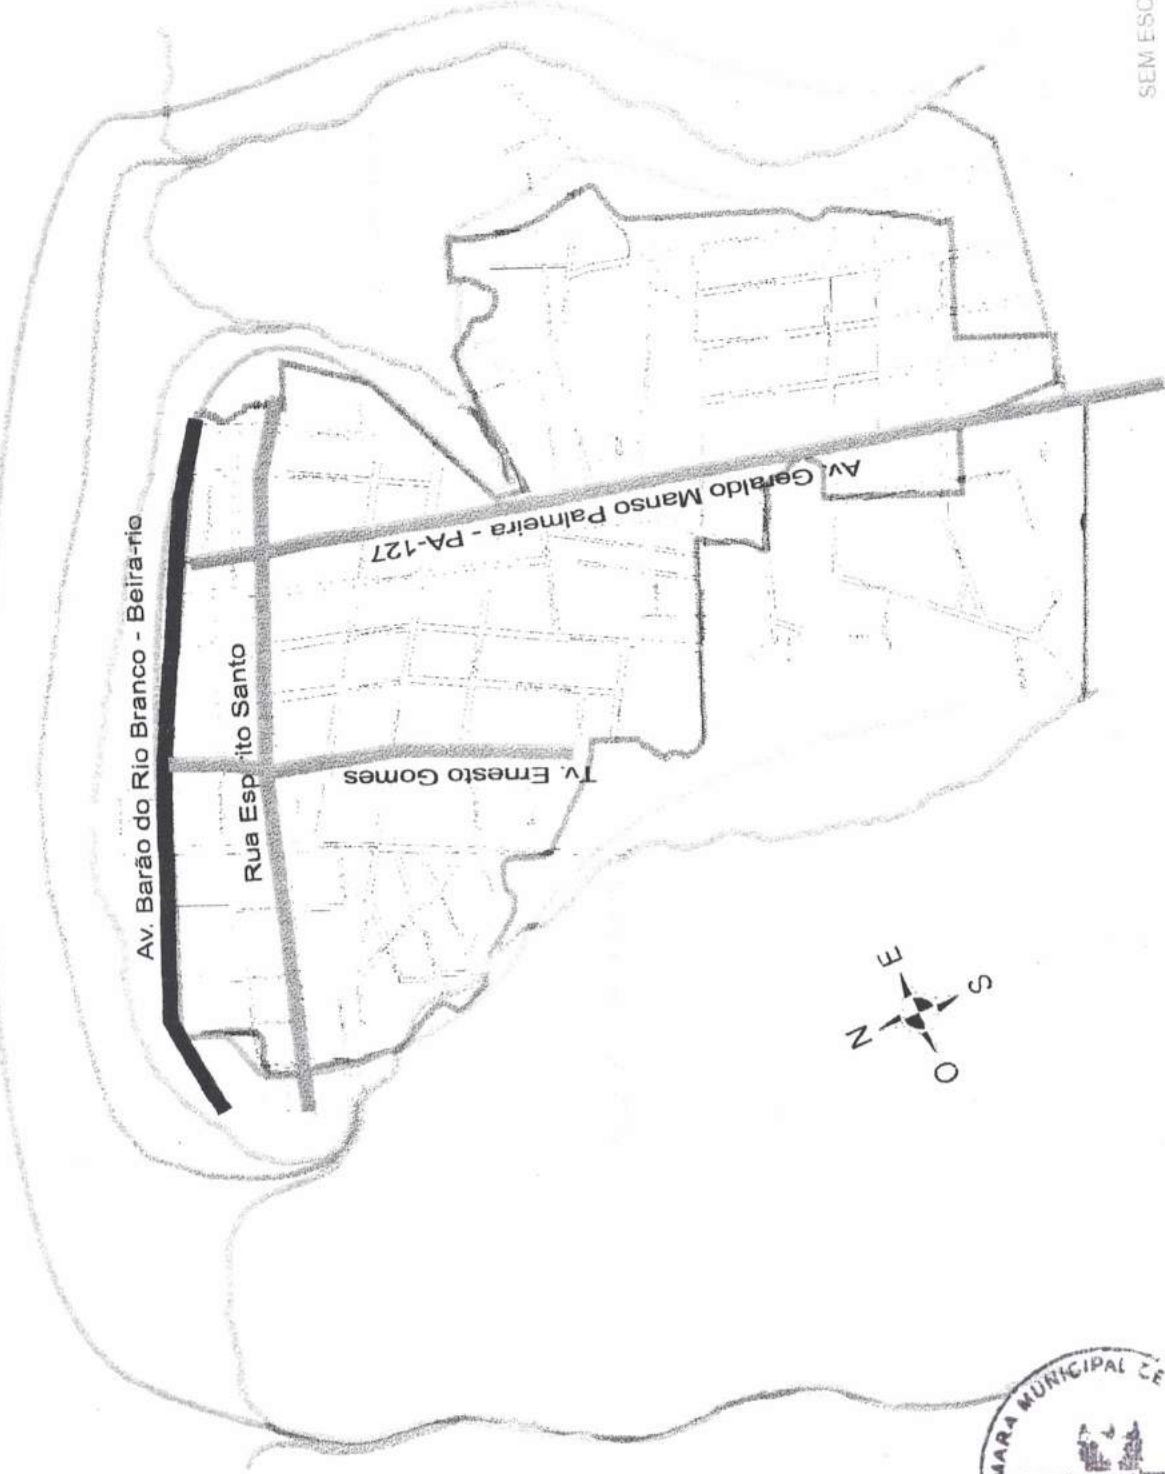 Av. Barão do Rio Branco - Beira-rio
Rua Espírito Santo
Tv. Ernesto Gomes
Av. Geraldo Manso Palmeira - PA-127
N
E
S
O
SEM ESC
MUNICIPAL